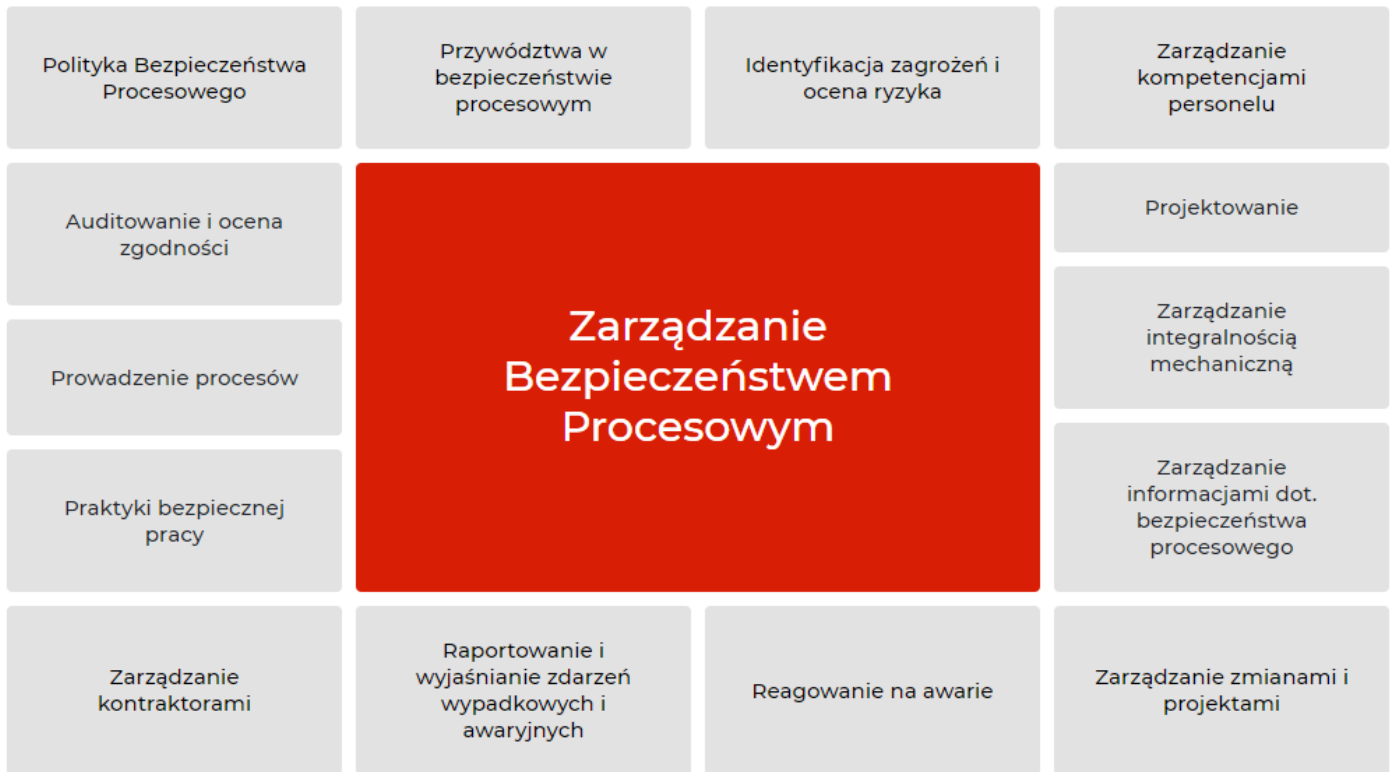 Polityka Bezpieczeństwa
Procesowego
Przywództwa w
bezpieczeństwie
procesowym
Identyfikacja zagrożeń i
ocena ryzyka
Zarządzanie
kompetencjami
personelu
Auditowanie i ocena
zgodności
Prowadzenie procesów
Praktyki bezpiecznej
pracy
Zarządzanie
Bezpieczeństwem
Procesowym
Projektowanie
Zarządzanie
integralnością
mechaniczną
Zarządzanie
informacjami dot.
bezpieczeństwa
procesowego
Zarządzanie
kontraktorami
Raportowanie i
wyjaśnianie zdarzeń
wypadkowych i
awaryjnych
Reagowanie na awarie
Zarządzanie zmianami i
projektami